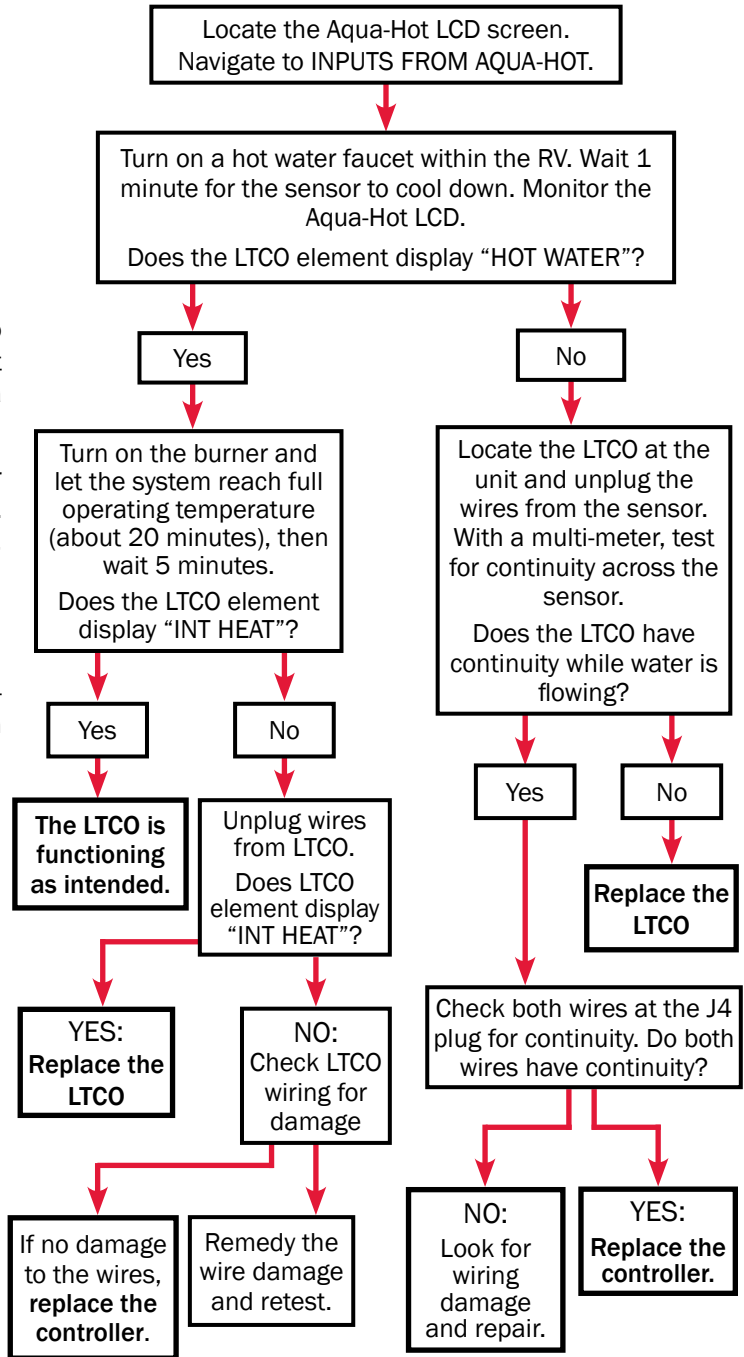 Locate the Aqua-Hot LCD screen.
Navigate to INPUTS FROM AQUA-HOT.
Turn on a hot water faucet within the RV. Wait 1
minute for the sensor to cool down. Monitor the
Aqua-Hot LCD.
Does the LTCO element display “HOT WATER”?
Yes
No
Turn on the burner and
let the system reach full
operating temperature
(about 20 minutes), then
wait 5 minutes.
Does the LTCO element
display “INT HEAT”?
Locate the LTCO at the
unit and unplug the
wires from the sensor.
With a multi-meter, test
for continuity across the
sensor.
Does the LTCO have
continuity while water is
flowing?
Yes
No
Yes
No
The LTCO is
functioning
as intended.
Unplug wires
from LTCO.
Does LTCO
element display
“INT HEAT”?
Replace the
LTCO
YES:
Replace the
LTCO
NO:
Check LTCO
wiring for
damage
Check both wires at the J4
plug for continuity. Do both
wires have continuity?
If no damage
to the wires,
replace the
controller.
Remedy the
wire damage
and retest.
NO:
Look for
wiring
damage
and repair.
YES:
Replace the
controller.